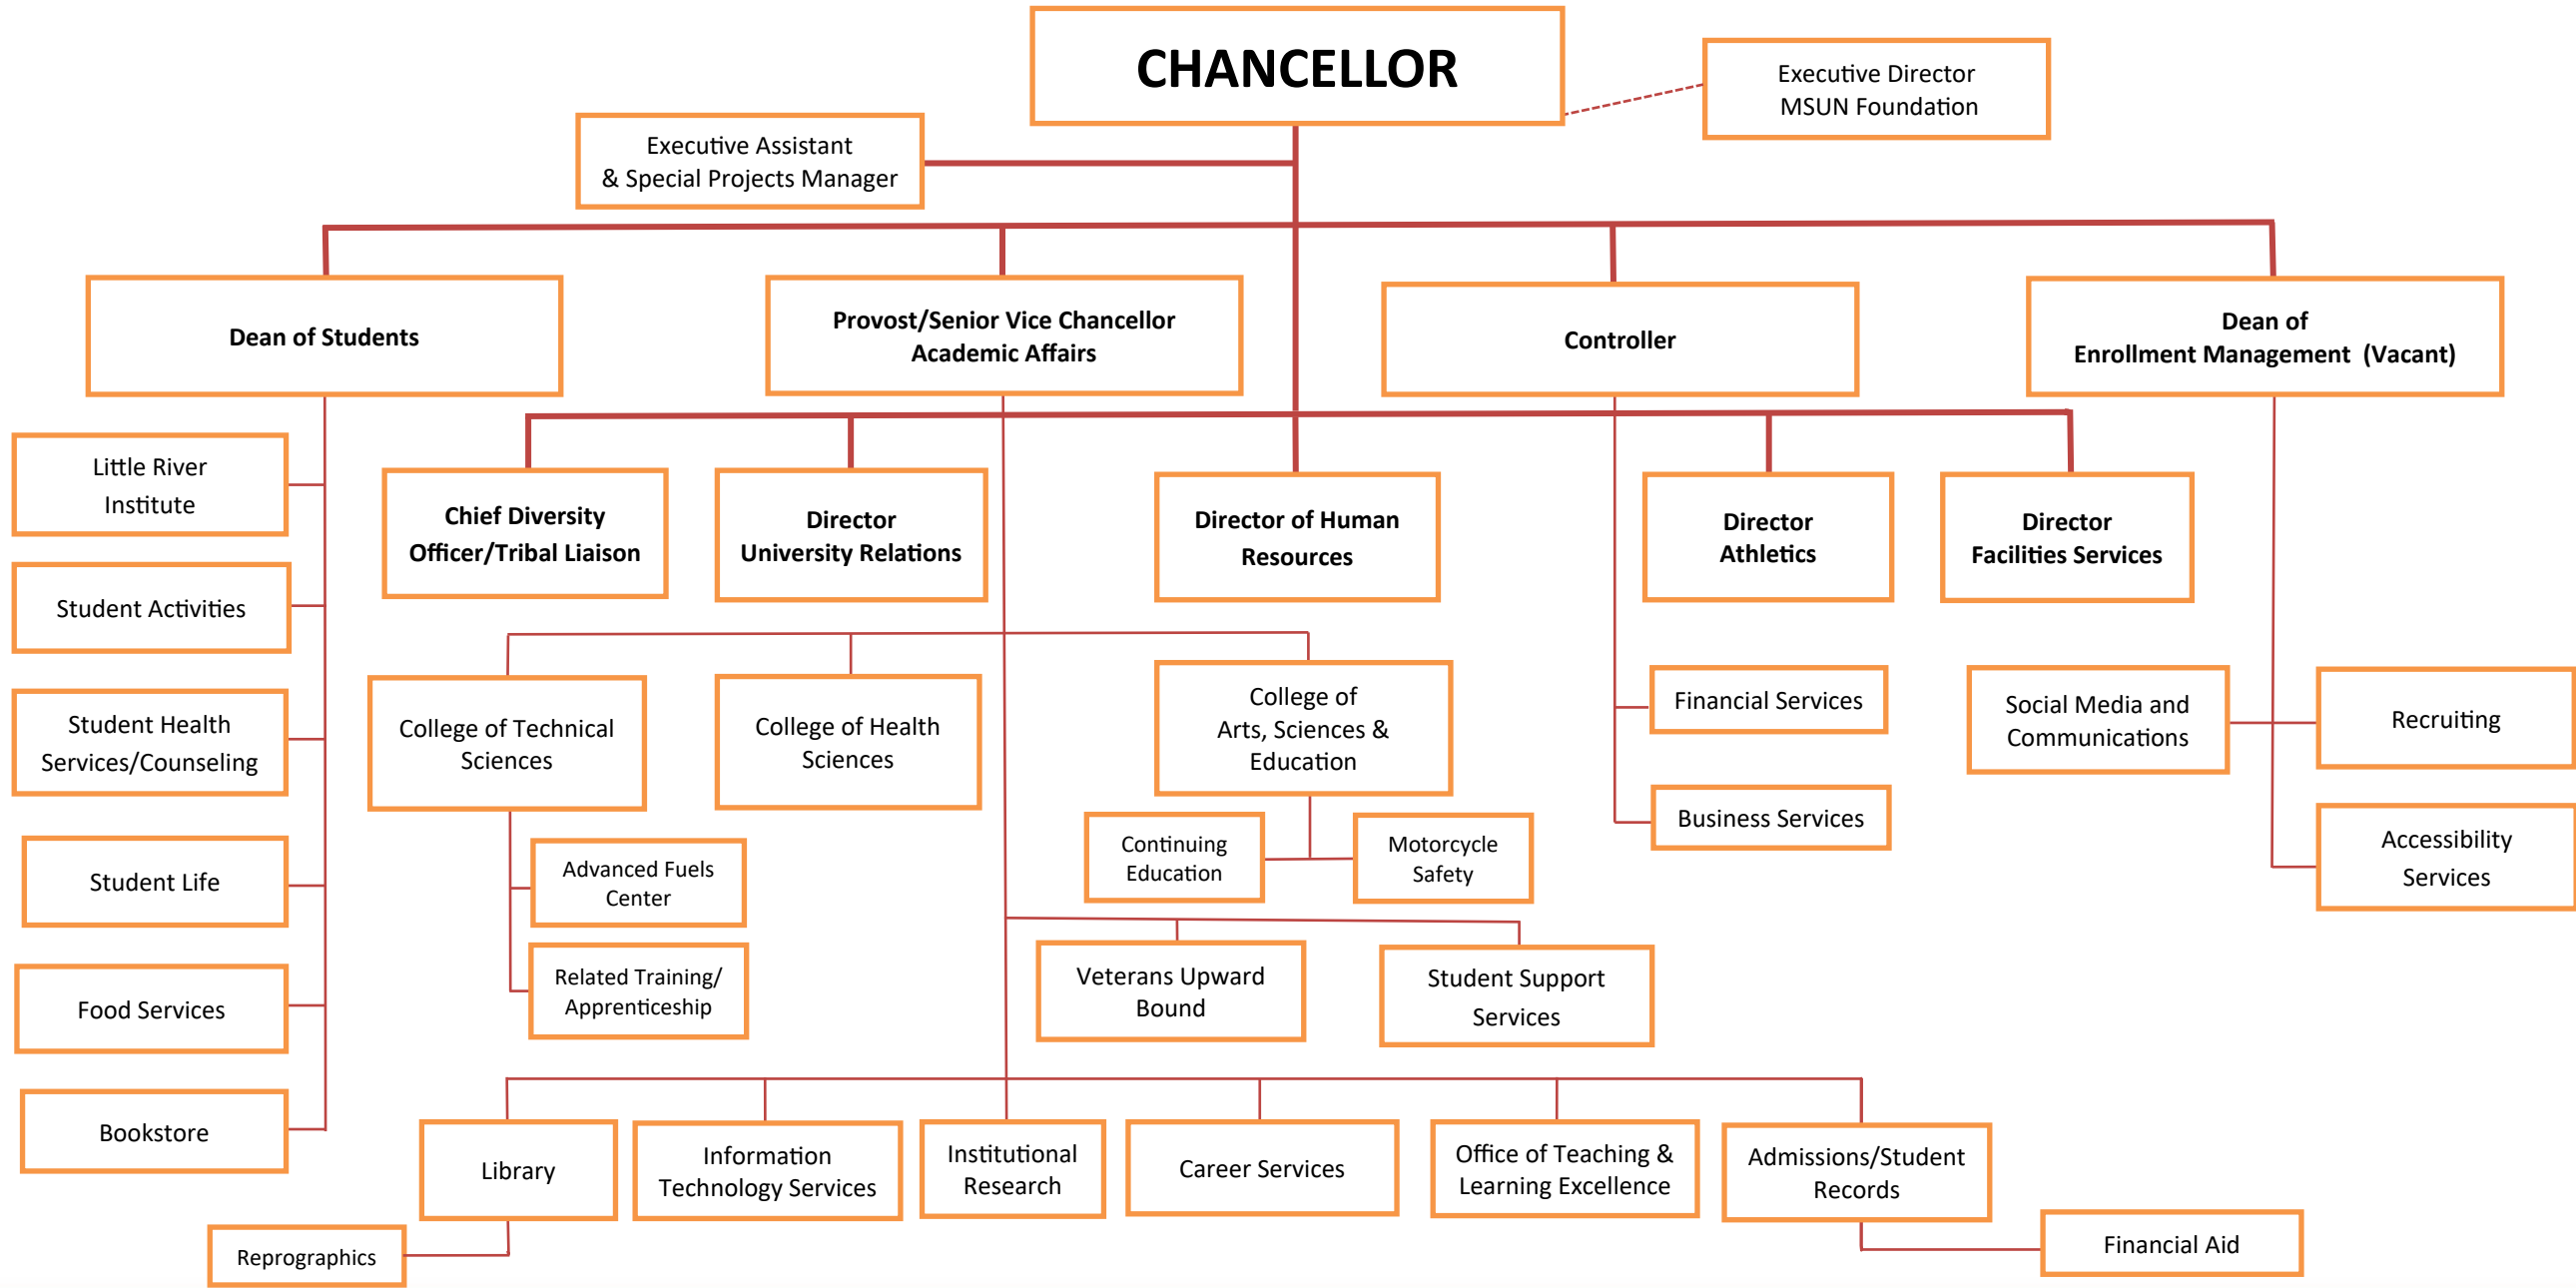 CHANCELLOR
Executive Director
MSUN Foundation
Executive Assistant
& Special Projects Manager
Dean of Students
Provost/Senior Vice Chancellor
Academic Affairs
Controller
Dean of
Enrollment Management  (Vacant)
Little River
Institute
Student Activities
Student Health
Services/Counseling
Student Life
Food Services
Bookstore
Chief Diversity
Officer/Tribal Liaison
Director
University Relations
Director of Human
Resources
Director
Athletics
Director
Facilities Services
College of Technical
Sciences
College of Health
Sciences
College of
Arts, Sciences &
Education
Financial Services
Business Services
Social Media and
Communications
Recruiting
Accessibility
Services
Advanced Fuels
Center
Related Training/
Apprenticeship
Continuing
Education
Motorcycle
Safety
Veterans Upward
Bound
Student Support
Services
Library
Information
Technology Services
Institutional
Research
Career Services
Office of Teaching &
Learning Excellence
Admissions/Student
Records
Reprographics
Financial Aid